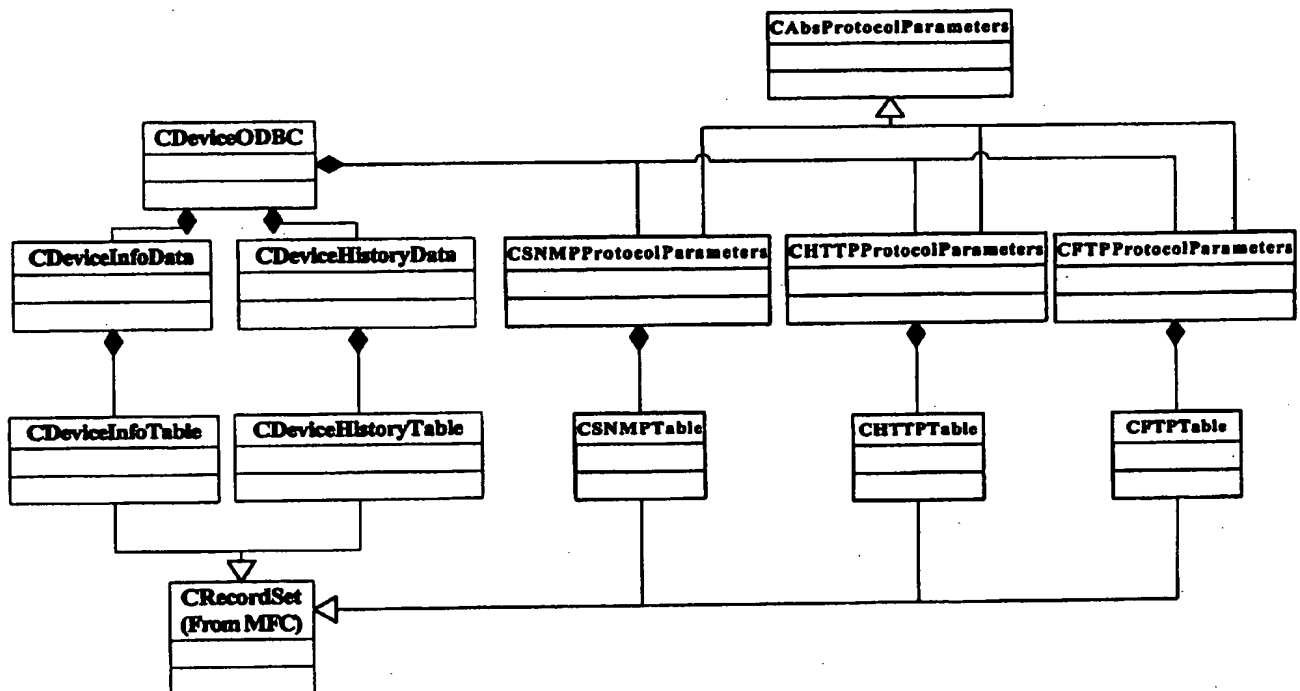 CAbsProtocolParameters
CDeviceODBC
CDeviceInfoData
CDeviceHistoryData
CSNMPProtocolParameters
CHTTPProtocolParameters
CFTPProtocolParameters
CDeviceInfoTable
CDeviceHistoryTable
CSNMPTable
CHTTPTable
CFTPTable
CRecordSet
(From MFC)